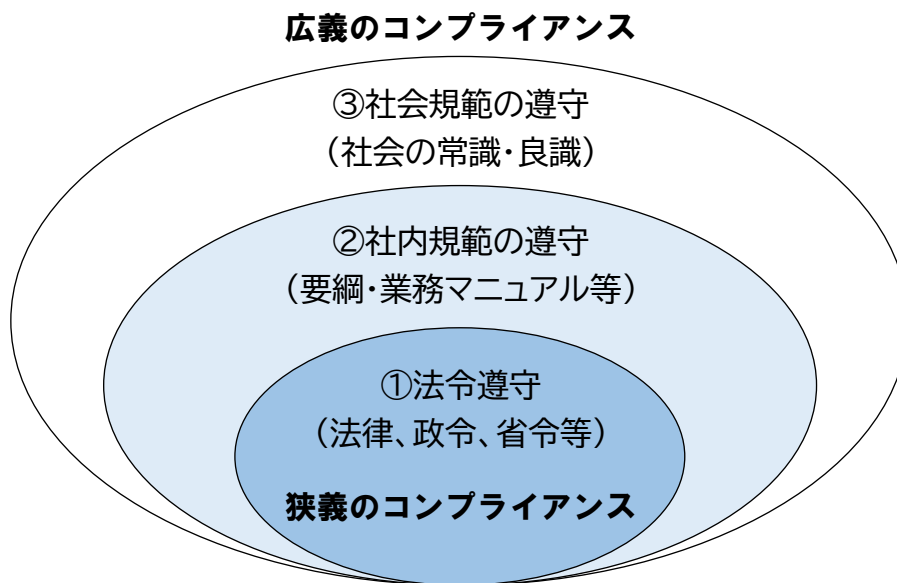 広義のコンプライアンス
③社会規範の遵守
（社会の常識・良識）
②社内規範の遵守
（要綱・業務マニュアル等）
①法令遵守
（法律、政令、省令等）
狭義のコンプライアンス